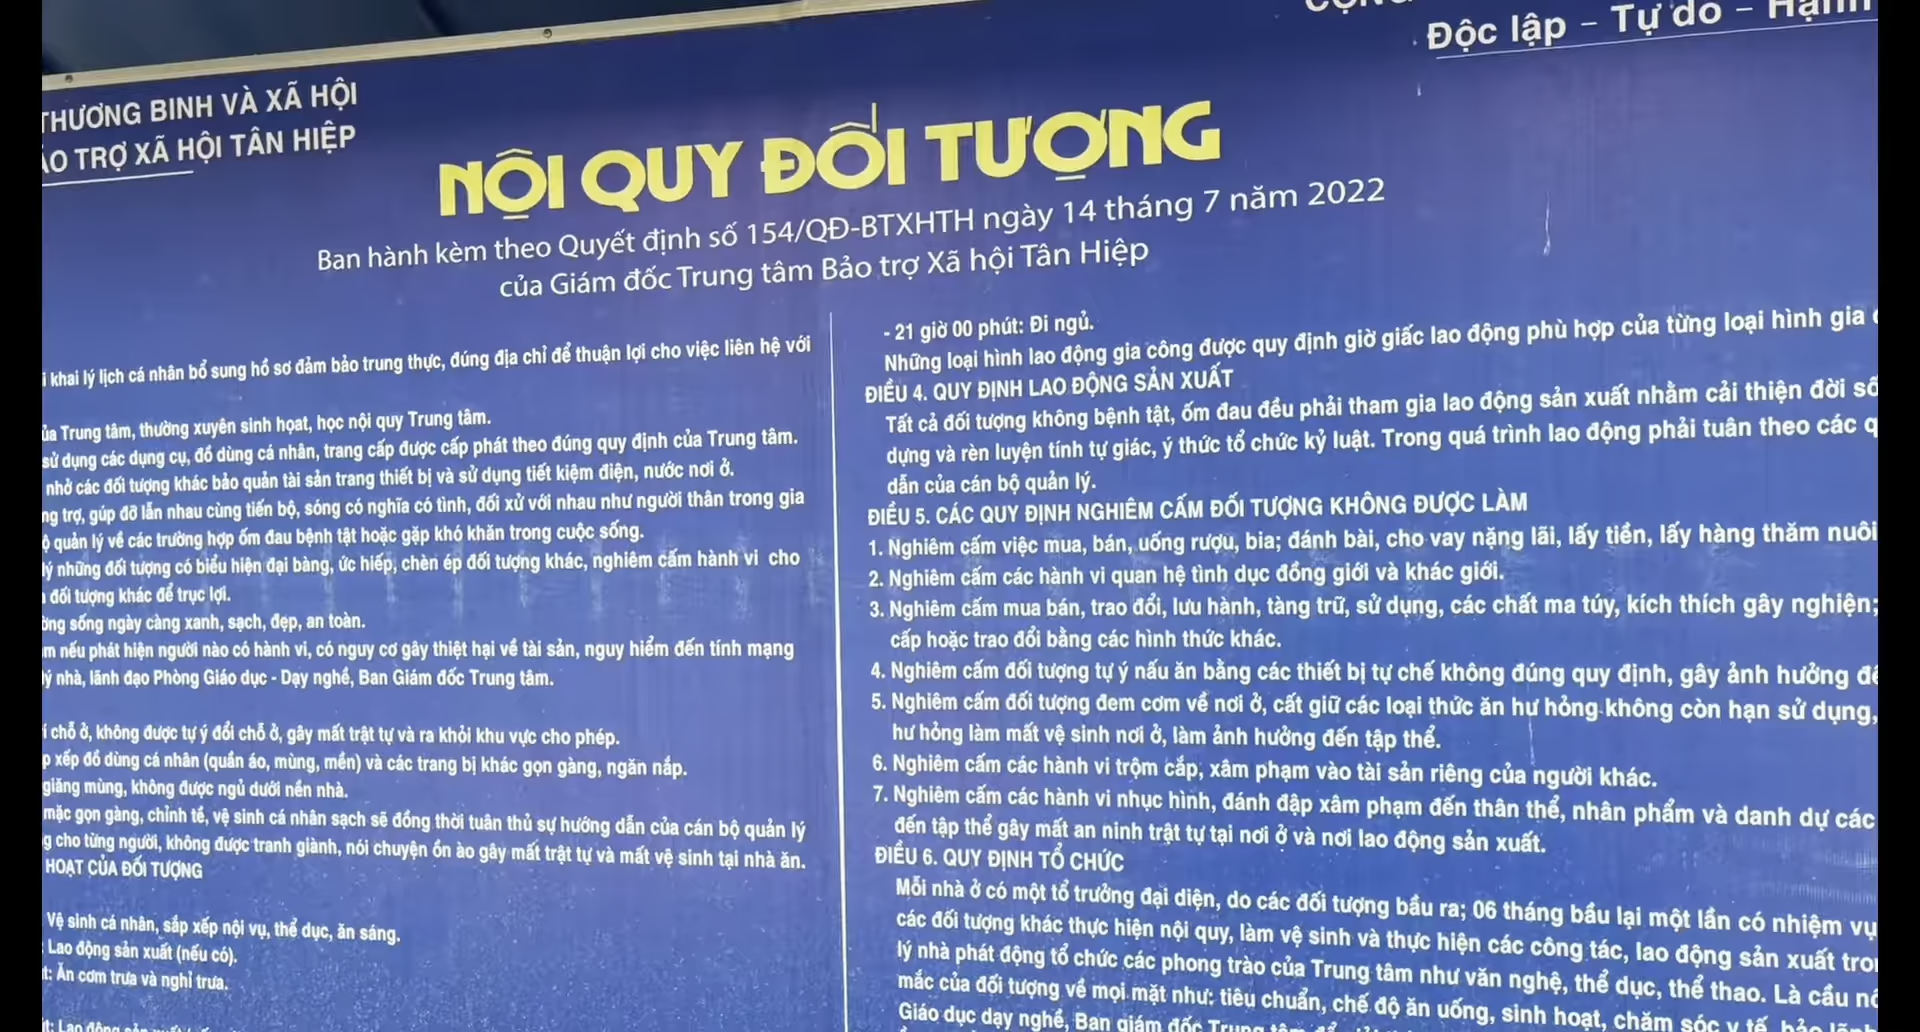 THƯƠNG BINH VÀ XÃ HỘI
TRỢ XÃ HỘI TÂN HIỆP
Độc lập - Tự do -
NỘI QUY ĐỐI TƯỢNG
Ban hành kèm theo Quyết định số 154/QĐ-BTXHTH ngày 14 tháng 7 năm 2022
của Giám đốc Trung tâm Bảo trợ Xã hội Tân Hiệp
khai lý lịch cá nhân bổ sung hồ sơ đảm bảo trung thực, đúng địa chỉ để thuận lợi cho việc liên hệ với
Trung tâm, thường xuyên sinh hoạt, học nội quy Trung tâm.
sử dụng các dụng cụ, đồ dùng cá nhân, trang cấp được cấp phát theo đúng quy định của Trung tâm.
nhở các đối tượng khác bảo quản tài sản trang thiết bị và sử dụng tiết kiệm điện, nước nơi ở.
trợ, gúp đỡ lẫn nhau cùng tiến bộ, sóng có nghĩa có tình, đối xử với nhau như người thân trong gia
quản lý về các trường hợp ốm đau bệnh tật hoặc gặp khó khăn trong cuộc sống.
lý những đối tượng có biểu hiện đại bàng, ức hiếp, chèn ép đối tượng khác, nghiêm cấm hành vi cho
đối tượng khác để trục lợi.
sống ngày càng xanh, sạch, đẹp, an toàn.
nếu phát hiện người nào có hành vi, có nguy cơ gây thiệt hại về tài sản, nguy hiểm đến tính mạng
lý nhà, lãnh đạo Phòng Giáo dục - Dạy nghề, Ban Giám đốc Trung tâm.
chỗ ở, không được tự ý đổi chỗ ở, gây mất trật tự và ra khỏi khu vực cho phép.
xếp đồ dùng cá nhân (quần áo, mùng, mền) và các trang bị khác gọn gàng, ngăn nắp.
giăng mùng, không được ngủ dưới nền nhà.
mặc gọn gàng, chỉnh tề, vệ sinh cá nhân sạch sẽ đồng thời tuân thủ sự hướng dẫn của cán bộ quản lý
cho từng người, không được tranh giành, nói chuyện ồn ào gây mất trật tự và mất vệ sinh tại nhà ăn.
HOẠT CỦA ĐỐI TƯỢNG
Vệ sinh cá nhân, sắp xếp nội vụ, thể dục, ăn sáng.
: Lao động sản xuất (nếu có).
: Ăn cơm trưa và nghỉ trưa.
: Lao động sản xuất
- 21 giờ 00 phút: Đi ngủ.
Những loại hình lao động gia công được quy định giờ giấc lao động phù hợp của từng loại hình gia
ĐIỀU 4. QUY ĐỊNH LAO ĐỘNG SẢN XUẤT
Tất cả đối tượng không bệnh tật, ốm đau đều phải tham gia lao động sản xuất nhằm cải thiện đời
dựng và rèn luyện tính tự giác, ý thức tổ chức kỷ luật. Trong quá trình lao động phải tuân theo các
dẫn của cán bộ quản lý.
ĐIỀU 5. CÁC QUY ĐỊNH NGHIÊM CẤM ĐỐI TƯỢNG KHÔNG ĐƯỢC LÀM
1. Nghiêm cấm việc mua, bán, uống rượu, bia; đánh bài, cho vay nặng lãi, lấy tiền, lấy hàng thăm nuôi
2. Nghiêm cấm các hành vi quan hệ tình dục đồng giới và khác giới.
3. Nghiêm cấm mua bán, trao đổi, lưu hành, tàng trữ, sử dụng, các chất ma túy, kích thích gây nghiện;
cấp hoặc trao đổi bằng các hình thức khác.
4. Nghiêm cấm đối tượng tự ý nấu ăn bằng các thiết bị tự chế không đúng quy định, gây ảnh hưởng
5. Nghiêm cấm đối tượng đem cơm về nơi ở, cất giữ các loại thức ăn hư hỏng không còn hạn sử dụng,
hư hỏng làm mất vệ sinh nơi ở, làm ảnh hưởng đến tập thể.
6. Nghiêm cấm các hành vi trộm cắp, xâm phạm vào tài sản riêng của người khác.
7. Nghiêm cấm các hành vi nhục hình, đánh đập xâm phạm đến thân thể, nhân phẩm và danh dự các
đến tập thể gây mất an ninh trật tự tại nơi ở và nơi lao động sản xuất.
ĐIỀU 6. QUY ĐỊNH TỔ CHỨC
Mỗi nhà ở có một tổ trưởng đại diện, do các đối tượng bầu ra; 06 tháng bầu lại một lần có nhiệm vụ
các đối tượng khác thực hiện nội quy, làm vệ sinh và thực hiện các công tác, lao động sản xuất
lý nhà phát động tổ chức các phong trào của Trung tâm như văn nghệ, thể dục, thể thao. Là cầu
mắc của đối tượng về mọi mặt như: tiêu chuẩn, chế độ ăn uống, sinh hoạt, chăm sóc y tế,
Giáo dục dạy nghề, Ban giám đốc